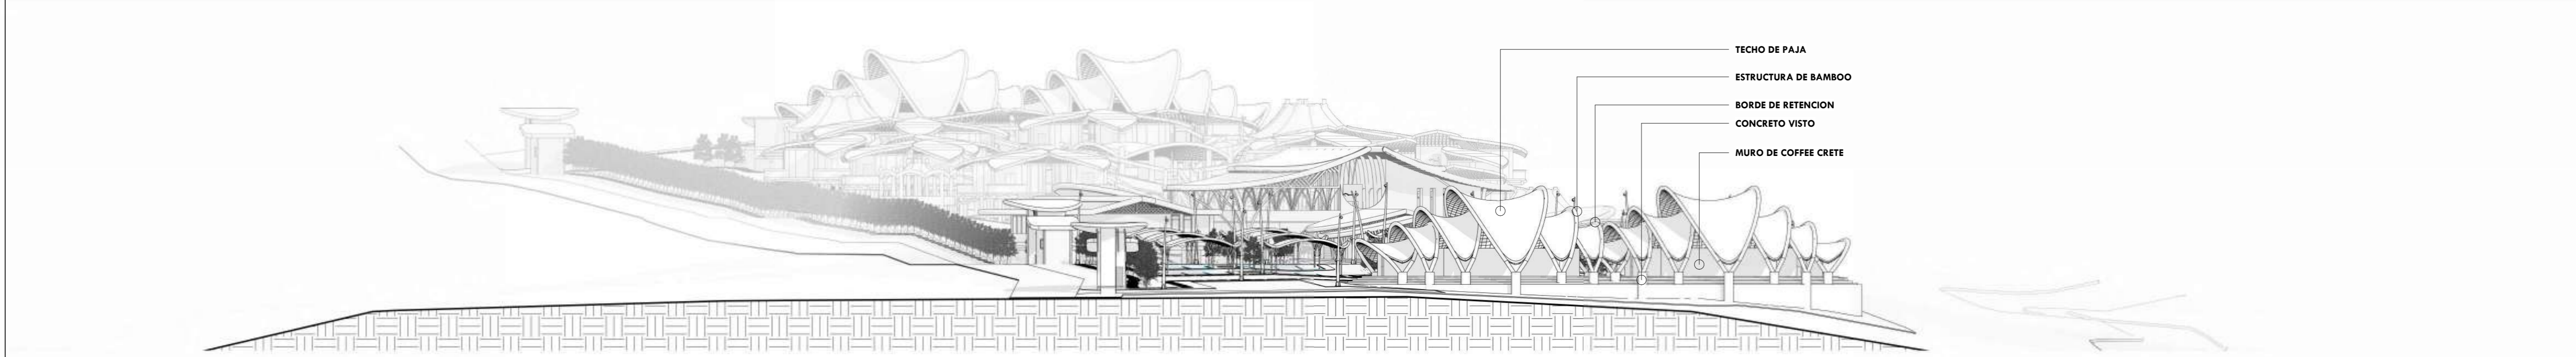 TECHO DE PAJA
ESTRUCTURA DE BAMBOO
BORDE DE RETENCION
CONCRETO VISTO
MURO DE COFFEE CRETE